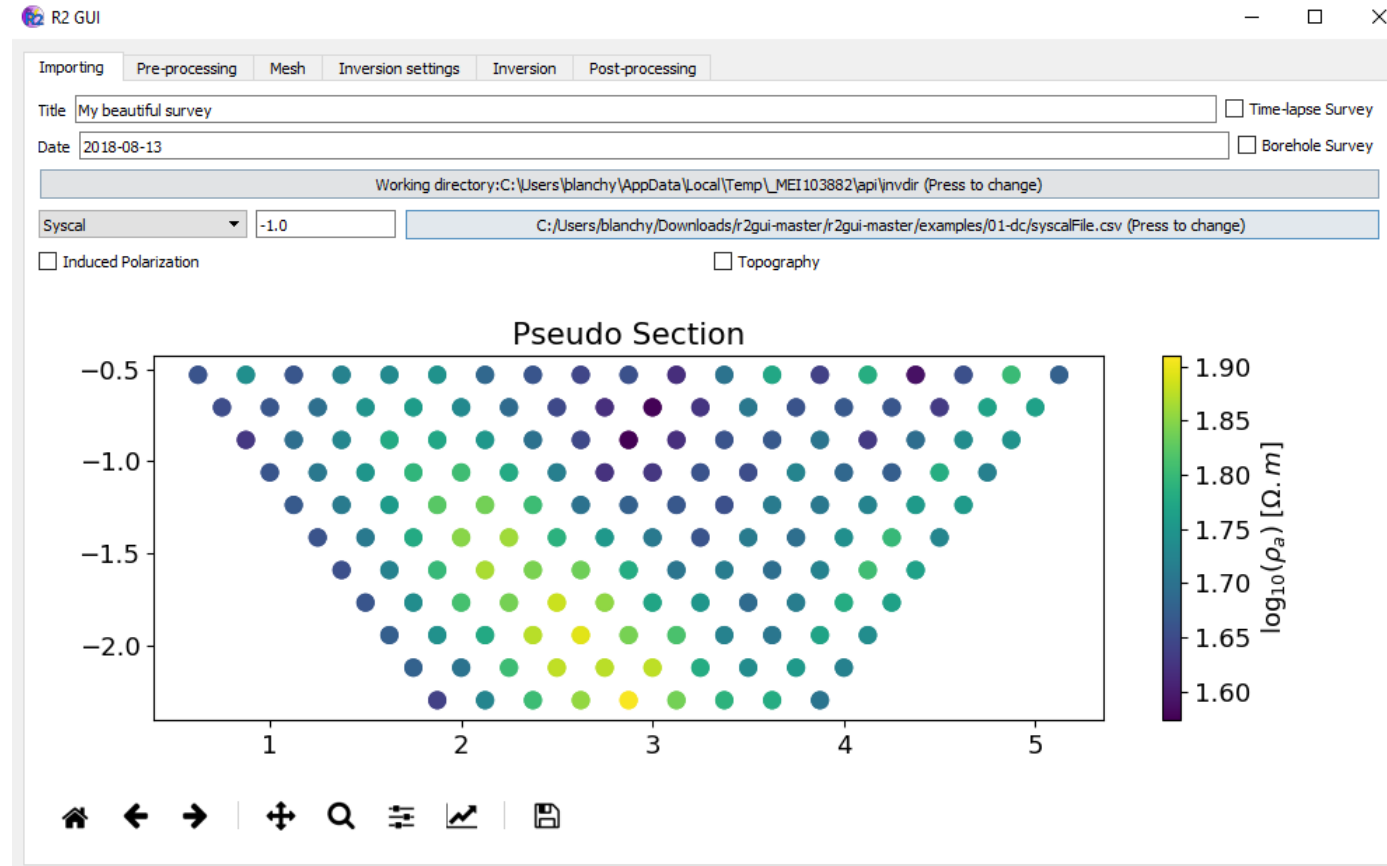 R2 GUI
Importing Pre-processing Mesh Inversion settings Inversion Post-processing
Title My beautiful survey Time-lapse Survey
Date 2018-08-13 Borehole Survey
Working directory:C:\Users\blanchy\AppData\Local\Temp\_MEI103882\api\invdir (Press to change)
Syscal -1.0 C:/Users/blanchy/Downloads/r2gui-master/r2gui-master/examples/01-dc/syscalFile.csv (Press to change)
Induced Polarization Topography
Pseudo Section
−0.5
−1.0
−1.5
−2.0
1 2 3 4 5
1.90
1.85
1.80
1.75
1.70
1.65
1.60
log₁₀(ρₐ) [Ω. m]